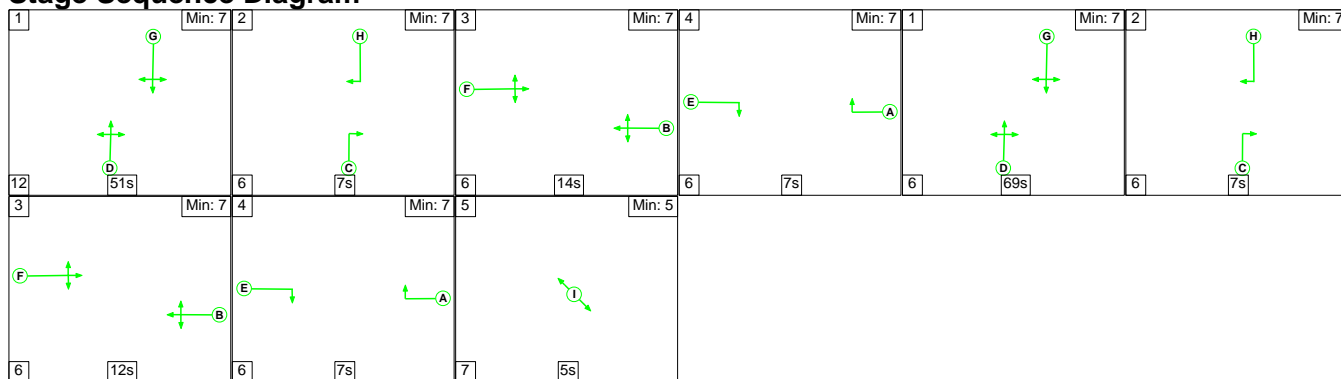 Stage Sequence Diagram
1 Min: 7 2 Min: 7 3 Min: 7 4 Min: 7 1 Min: 7 2 Min: 7
G H G H
F E A
B
D C D C
12 51s 6 7s 6 14s 6 7s 6 69s 6 7s
3 Min: 7 4 Min: 7 5 Min: 5
F E A I
B
6 12s 6 7s 7 5s